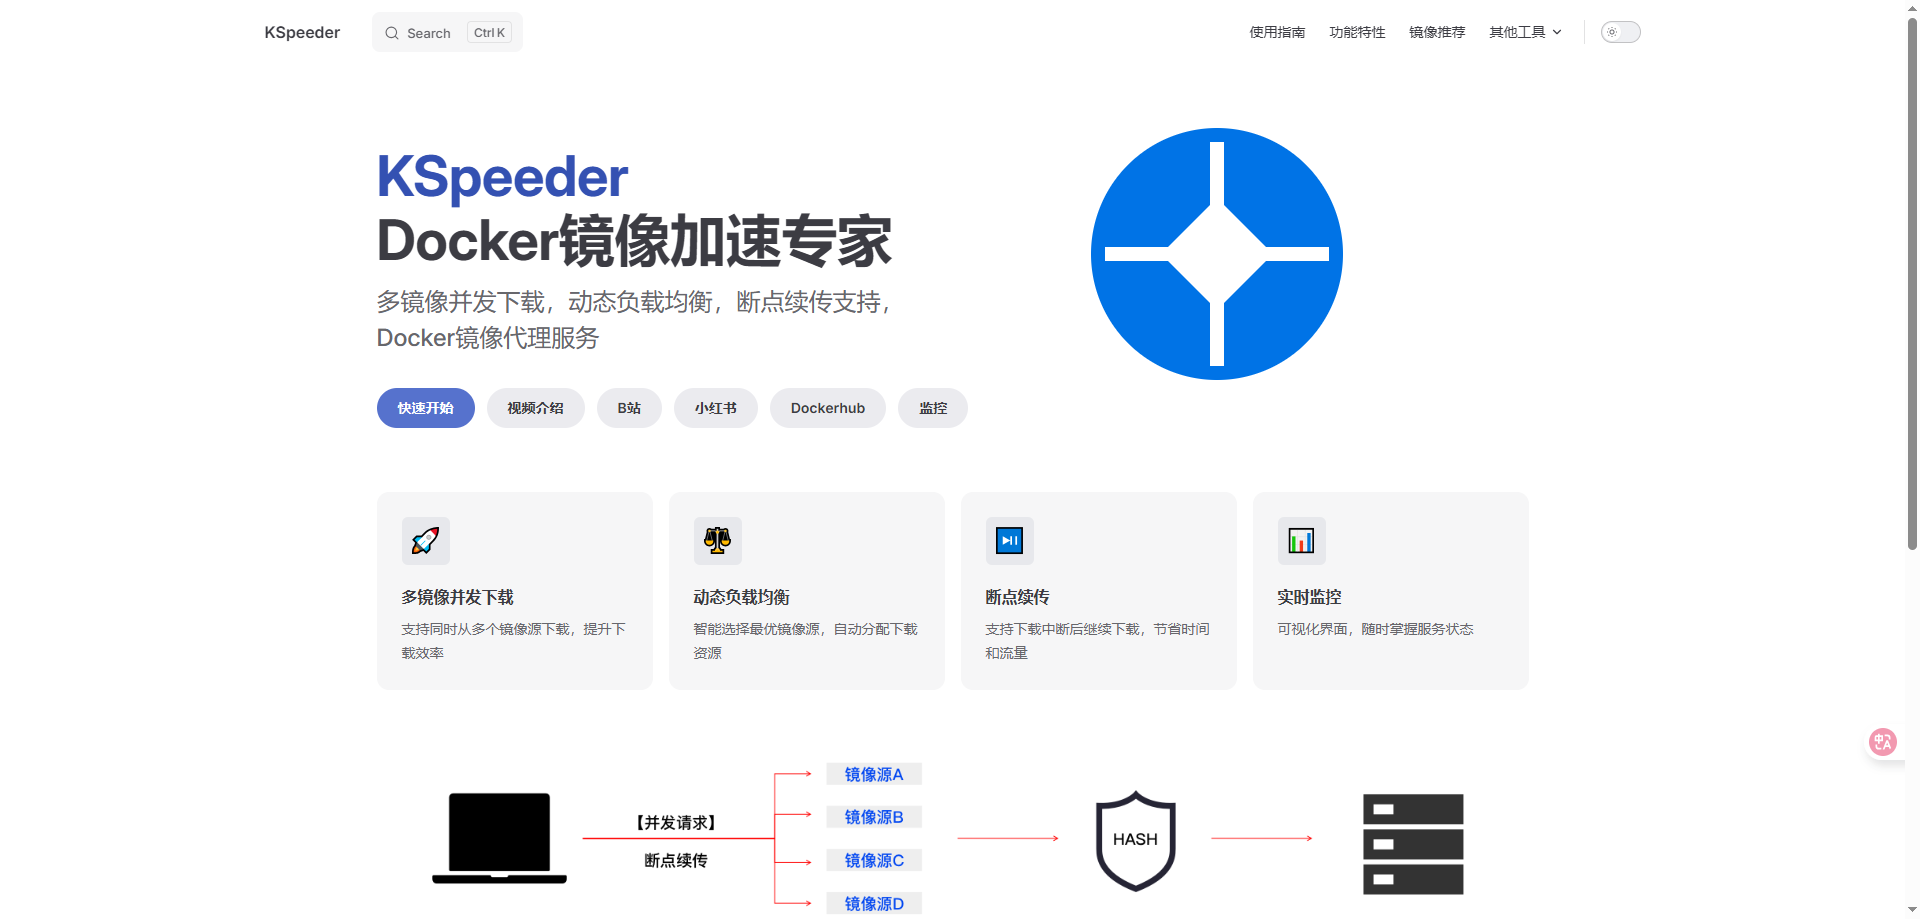 KSpeeder
Search
Ctrl K
使用指南
功能特性
镜像推荐
其他工具
KSpeeder
Docker镜像加速专家
多镜像并发下载，动态负载均衡，断点续传支持，
Docker镜像代理服务
快速开始
视频介绍
B站
小红书
Dockerhub
监控
多镜像并发下载
支持同时从多个镜像源下载，提升下
载效率
动态负载均衡
智能选择最优镜像源，自动分配下载
资源
断点续传
支持下载中断后继续下载，节省时间
和流量
实时监控
可视化界面，随时掌握服务状态
【并发请求】
断点续传
镜像源A
镜像源B
镜像源C
镜像源D
HASH
中A